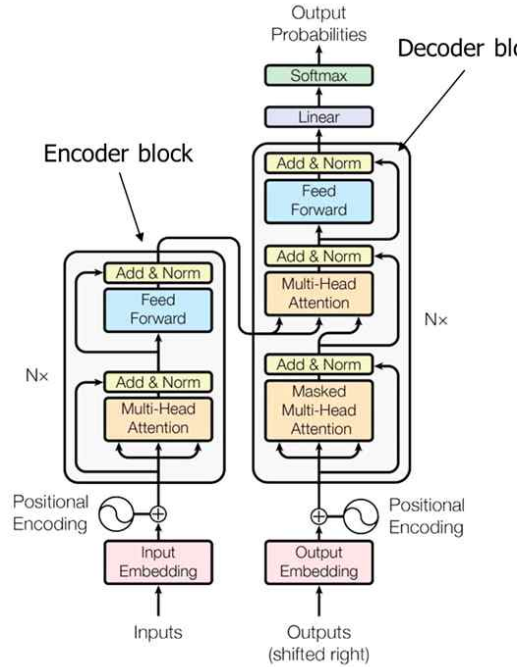 Output
Probabilities
Softmax
Linear
Decoder
Add & Norm
Feed
Forward
Add & Norm
Multi-Head
Attention
Nx
Add & Norm
Masked
Multi-Head
Attention
Positional
Encoding
Output
Embedding
Outputs
(shifted right)
Encoder block
Add & Norm
Feed
Forward
Nx
Add & Norm
Multi-Head
Attention
Positional
Encoding
Input
Embedding
Inputs